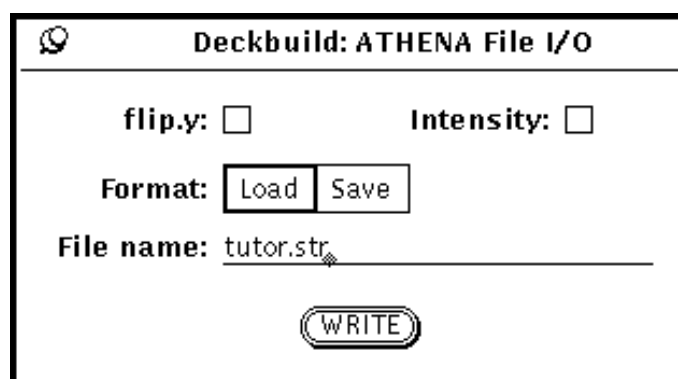 Deckbuild: ATHENA File I/O
flip.y: Intensity:
Format: Load Save
File name: tutor.str
WRITE